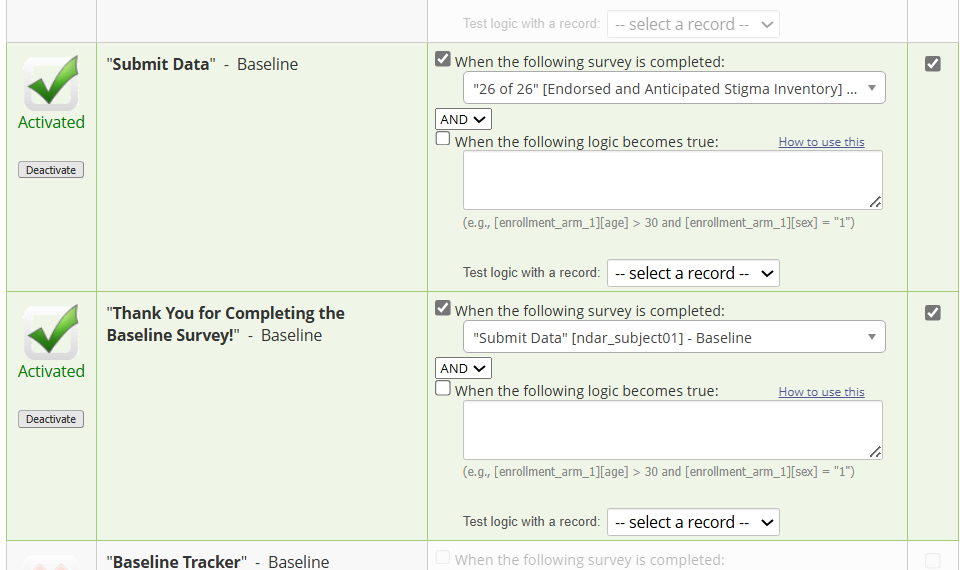 Test logic with a record: -- select a record --
"Submit Data" - Baseline
When the following survey is completed:
"26 of 26" [Endorsed and Anticipated Stigma Inventory] ...
Activated
AND
When the following logic becomes true: How to use this
Deactivate
(e.g., [enrollment_arm_1][age] > 30 and [enrollment_arm_1][sex] = "1")
Test logic with a record: -- select a record --
"Thank You for Completing the
Baseline Survey!" - Baseline
When the following survey is completed:
"Submit Data" [ndar_subject01] - Baseline
Activated
AND
When the following logic becomes true: How to use this
Deactivate
(e.g., [enrollment_arm_1][age] > 30 and [enrollment_arm_1][sex] = "1")
Test logic with a record: -- select a record --
"Baseline Tracker" - Baseline
When the following survey is completed: